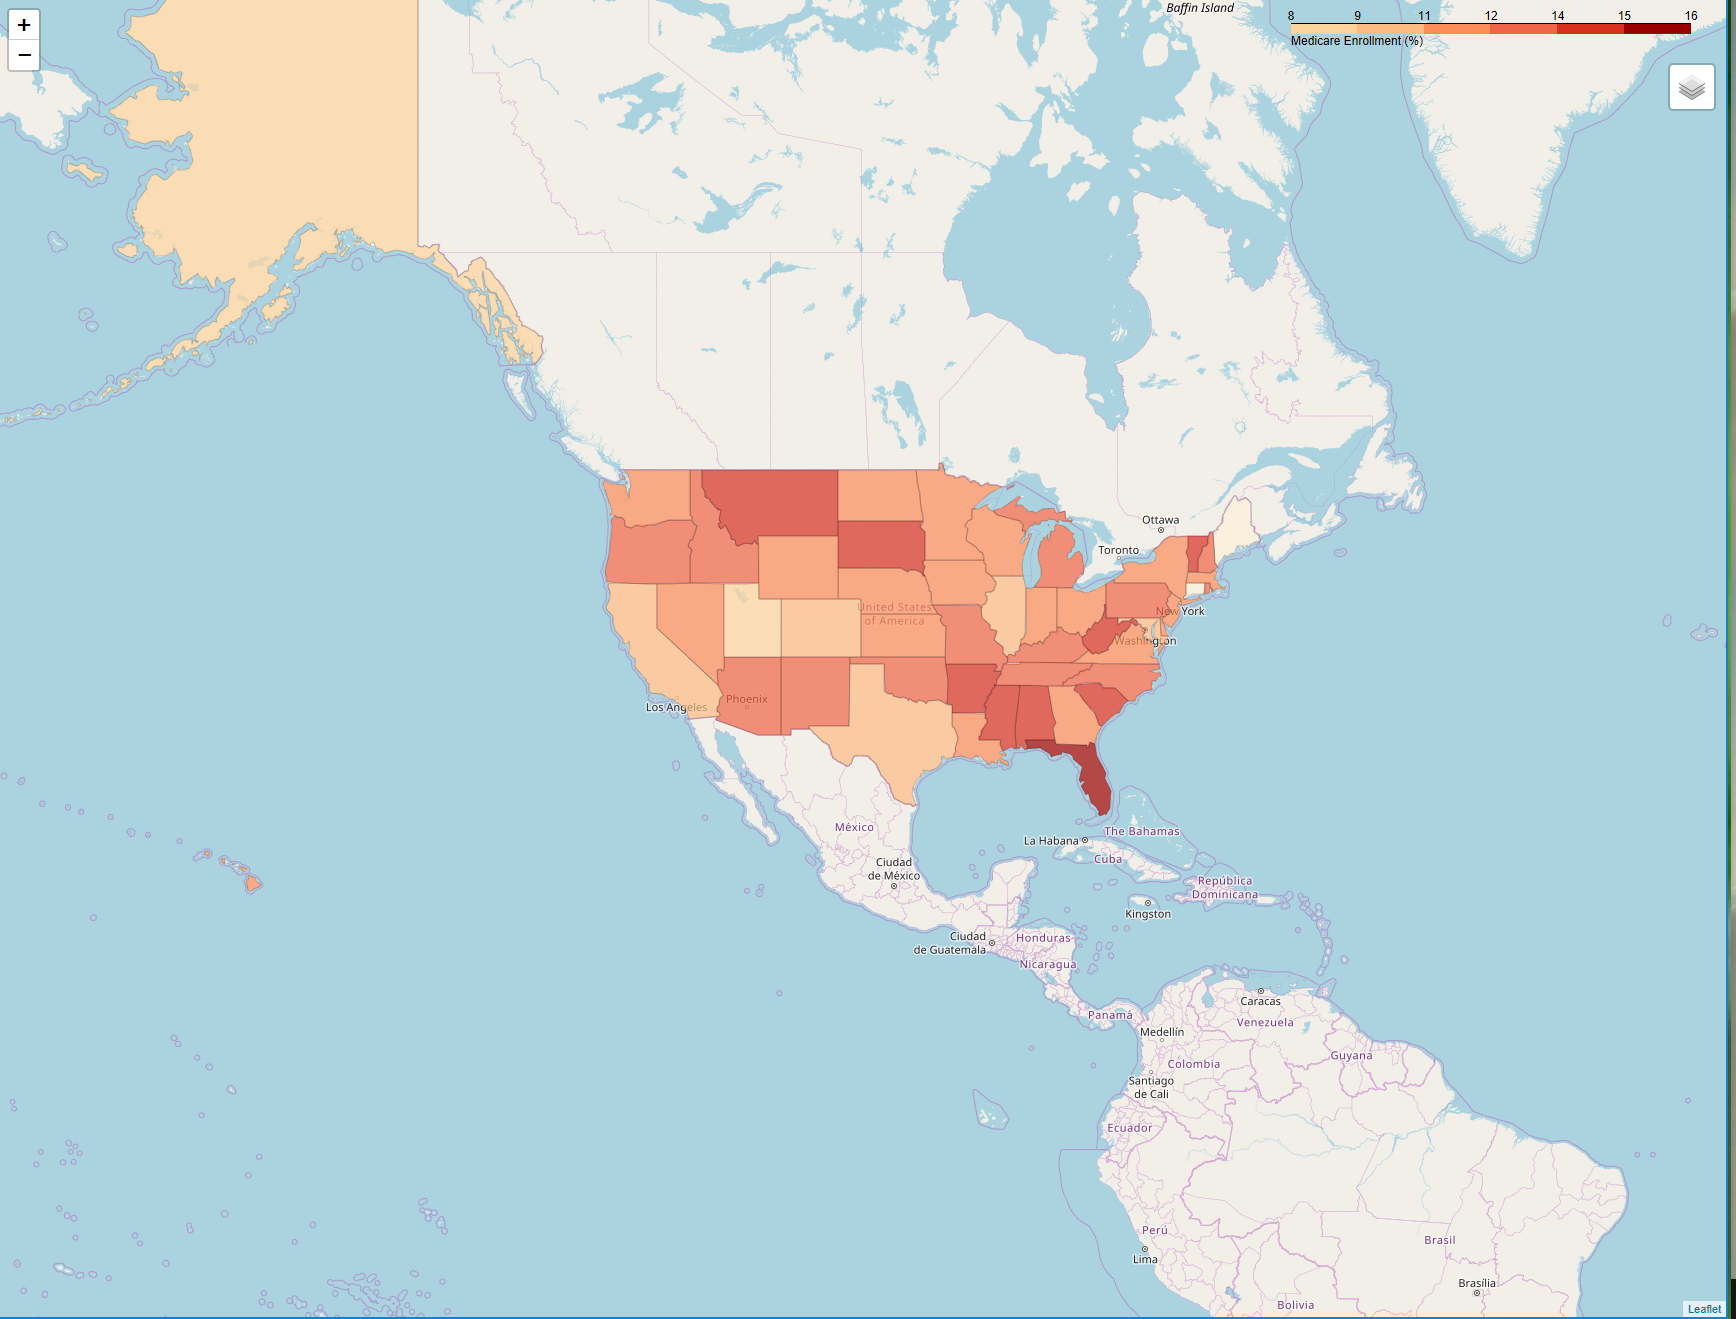 +
−
Baffin Island
8 9 11 12 14 15 16
Medicare Enrollment (%)
Ottawa
Toronto
United States
of America
New York
Washington
Phoenix
Los Angeles
México
The Bahamas
La Habana
Cuba
Ciudad
de México
República
Dominicana
Kingston
Ciudad
de Guatemala
Honduras
Nicaragua
Caracas
Panamá
Venezuela
Medellín
Guyana
Colombia
Santiago
de Cali
Ecuador
Perú
Brasil
Lima
Brasília
Bolivia
Leaflet